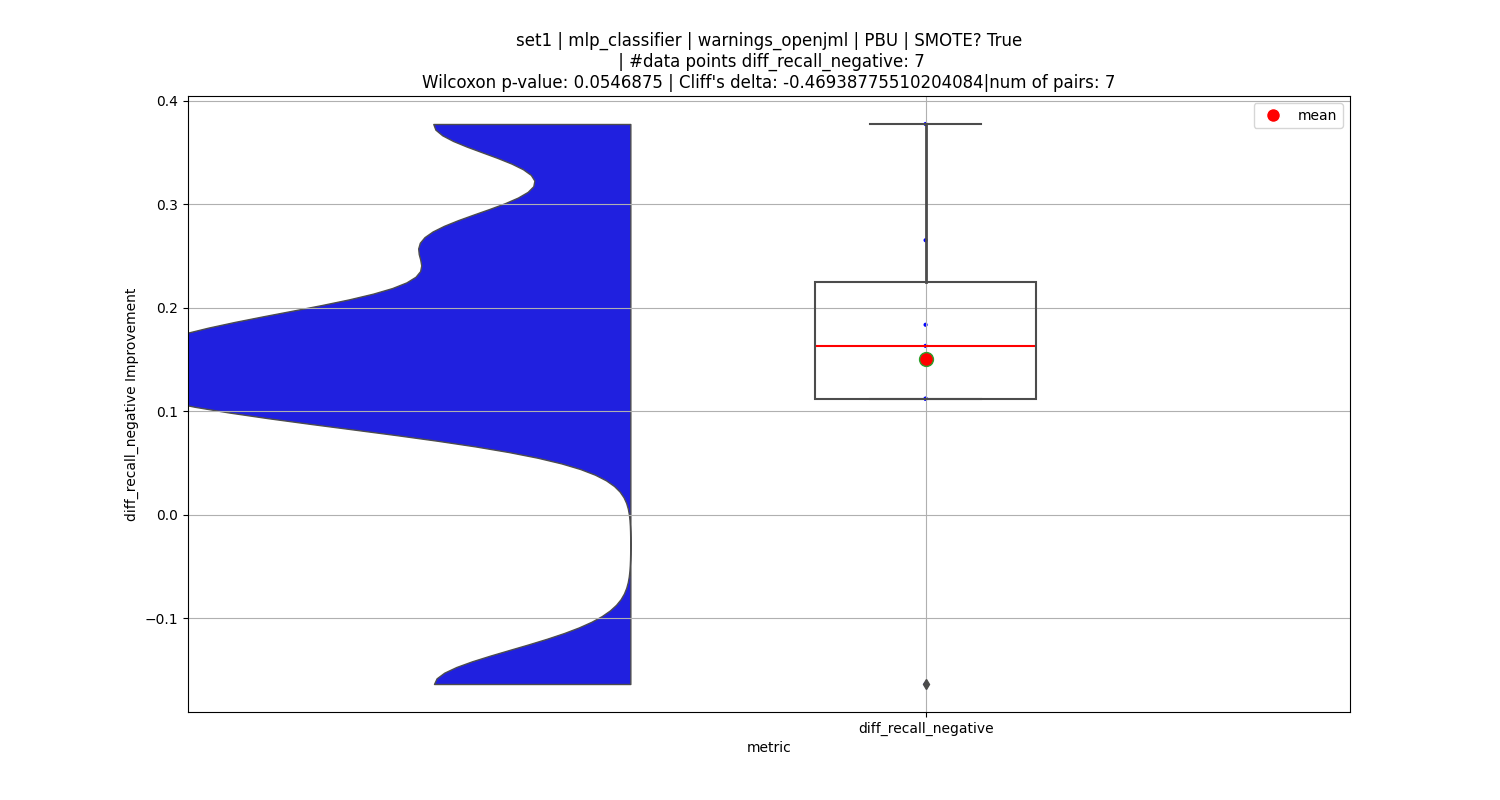 set1 | mlp_classifier | warnings_openjml | PBU | SMOTE? True
| #data points diff_recall_negative: 7
Wilcoxon p-value: 0.0546875 | Cliff's delta: -0.46938775510204084|num of pairs: 7
mean
0.4
0.3
0.2
0.1
0.0
−0.1
diff_recall_negative Improvement
diff_recall_negative
metric